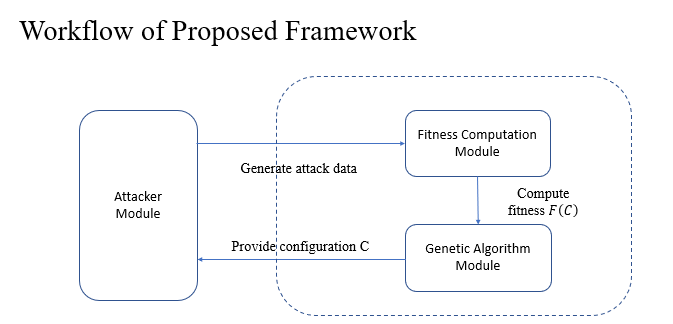 Workflow of Proposed Framework
Fitness Computation
Module
Generate attack data
Attacker
Module
Compute
fitness F(C)
Provide configuration C
Genetic Algorithm
Module